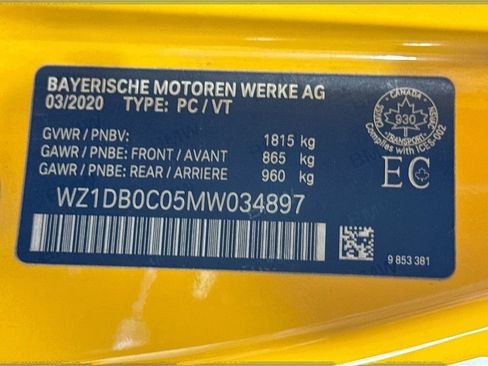 BAYERISCHE MOTOREN WERKE AG
03/2020 TYPE: PC / VT
GVWR / PNBV: 1815 kg
GAWR / PNBE: FRONT / AVANT 865 kg
GAWR / PNBE: REAR / ARRIERE 960 kg
WZ1DB0C05MW034897
CANADA
930
Complies with ICES-002
EC
9 853 381